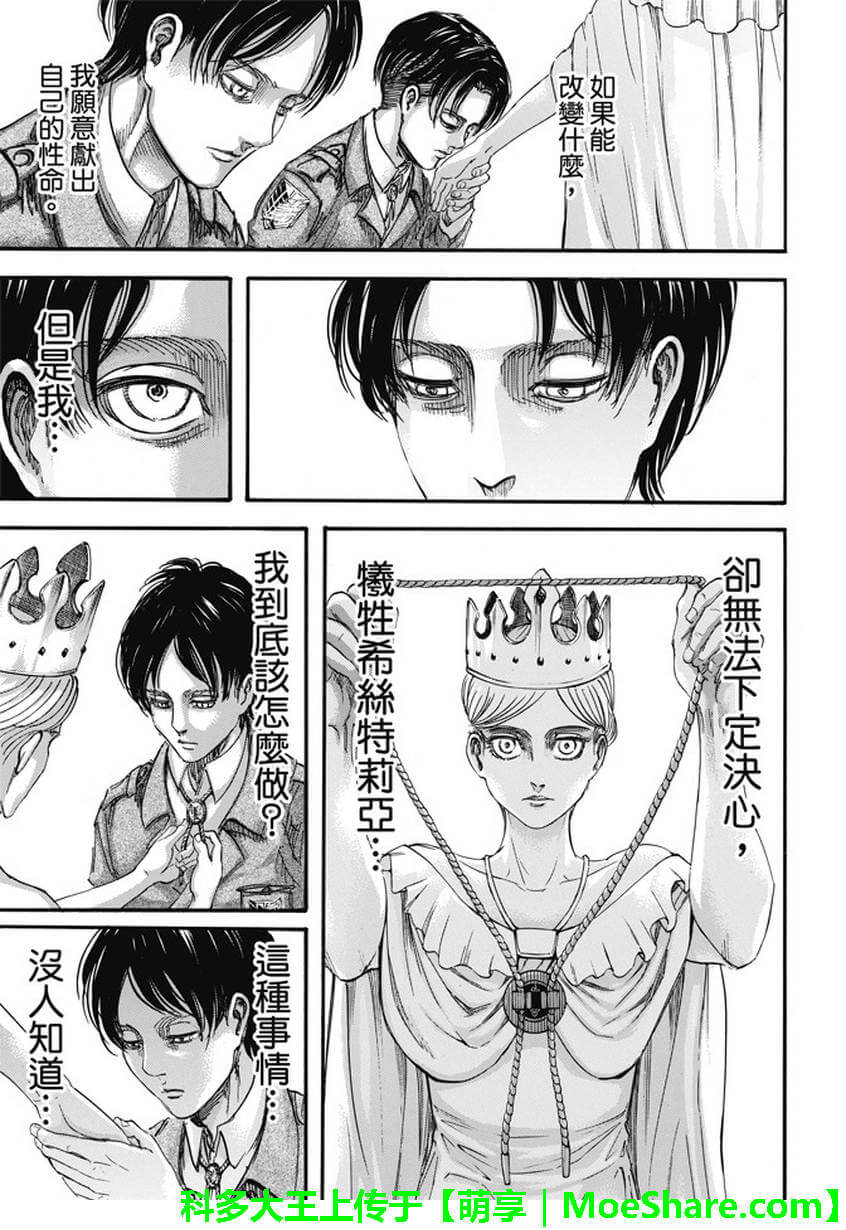 如果能
改變什麼，
我願意獻出
自己的性命。
但是我…
卻無法下定決心，
犧牲希絲特莉亞…
我到底該怎麼做？
這種事情…
沒人知道…
科多大王上传于【萌享｜MoeShare.com】